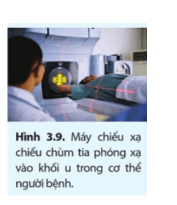 Hình 3.9. Máy chiếu xạ
chiếu chùm tia phóng xạ
vào khối u trong cơ thể
người bệnh.